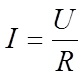 I = U/R